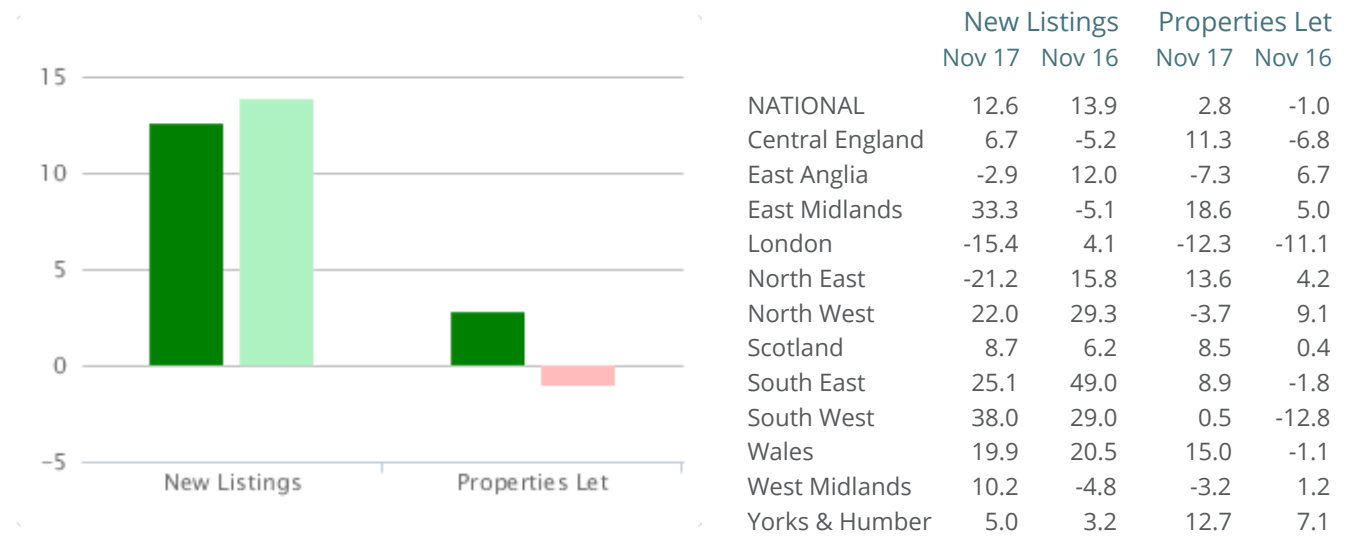 15
10
5
0
-5
New Listings Properties Let
New Listings Properties Let
Nov 17 Nov 16 Nov 17 Nov 16
NATIONAL 12.6 13.9 2.8 -1.0
Central England 6.7 -5.2 11.3 -6.8
East Anglia -2.9 12.0 -7.3 6.7
East Midlands 33.3 -5.1 18.6 5.0
London -15.4 4.1 -12.3 -11.1
North East -21.2 15.8 13.6 4.2
North West 22.0 29.3 -3.7 9.1
Scotland 8.7 6.2 8.5 0.4
South East 25.1 49.0 8.9 -1.8
South West 38.0 29.0 0.5 -12.8
Wales 19.9 20.5 15.0 -1.1
West Midlands 10.2 -4.8 -3.2 1.2
Yorks & Humber 5.0 3.2 12.7 7.1